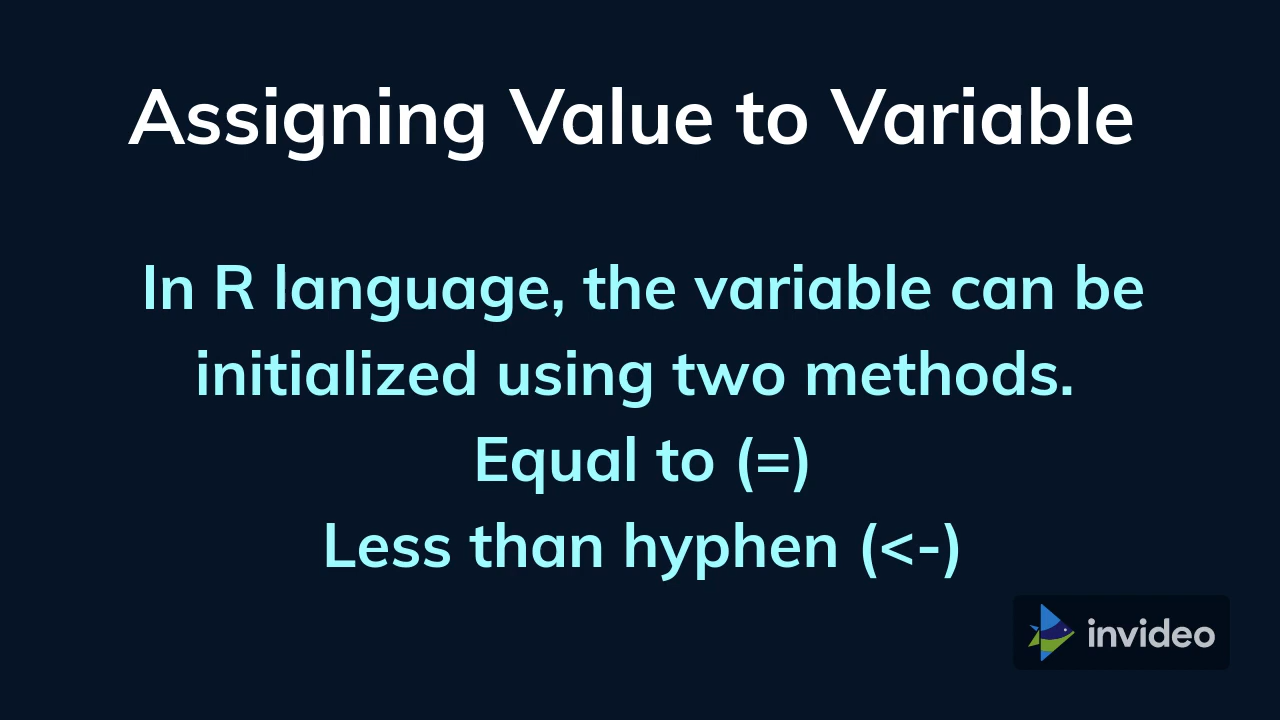 Assigning Value to Variable
In R language, the variable can be
initialized using two methods.
Equal to (=)
Less than hyphen (<-)
invideo